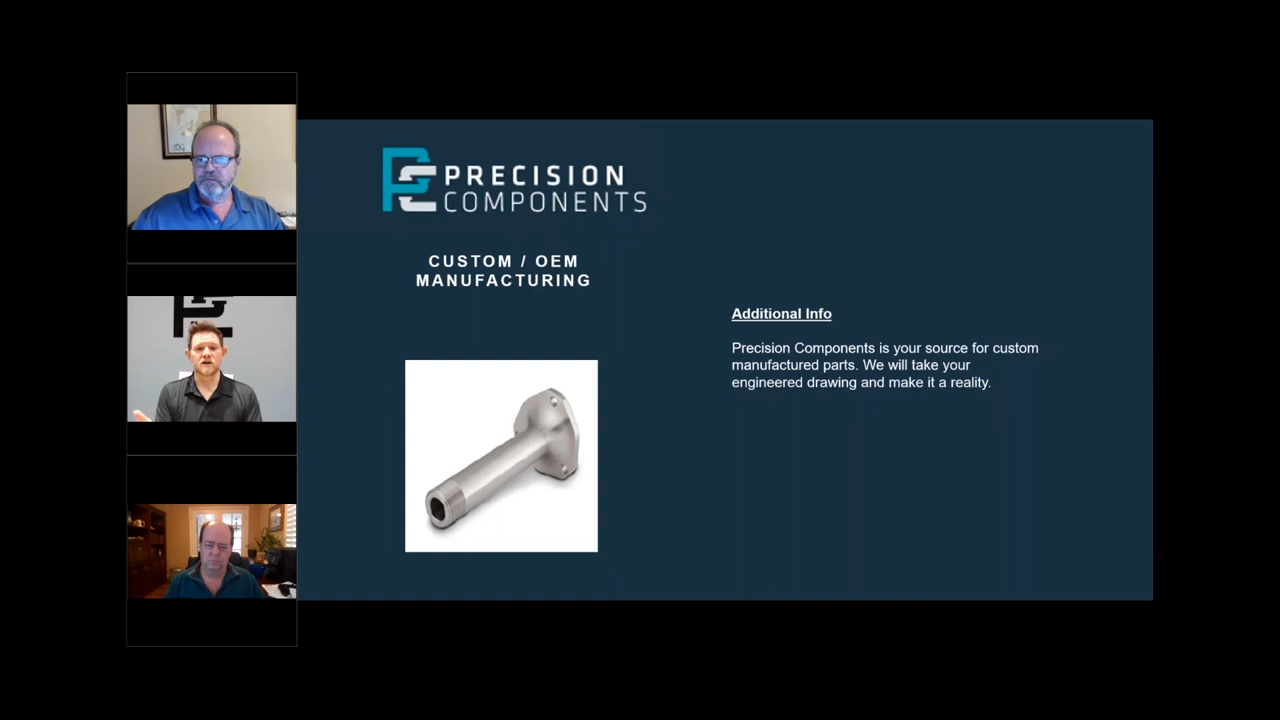 PRECISION
COMPONENTS
CUSTOM / OEM
MANUFACTURING
Additional Info
Precision Components is your source for custom
manufactured parts. We will take your
engineered drawing and make it a reality.